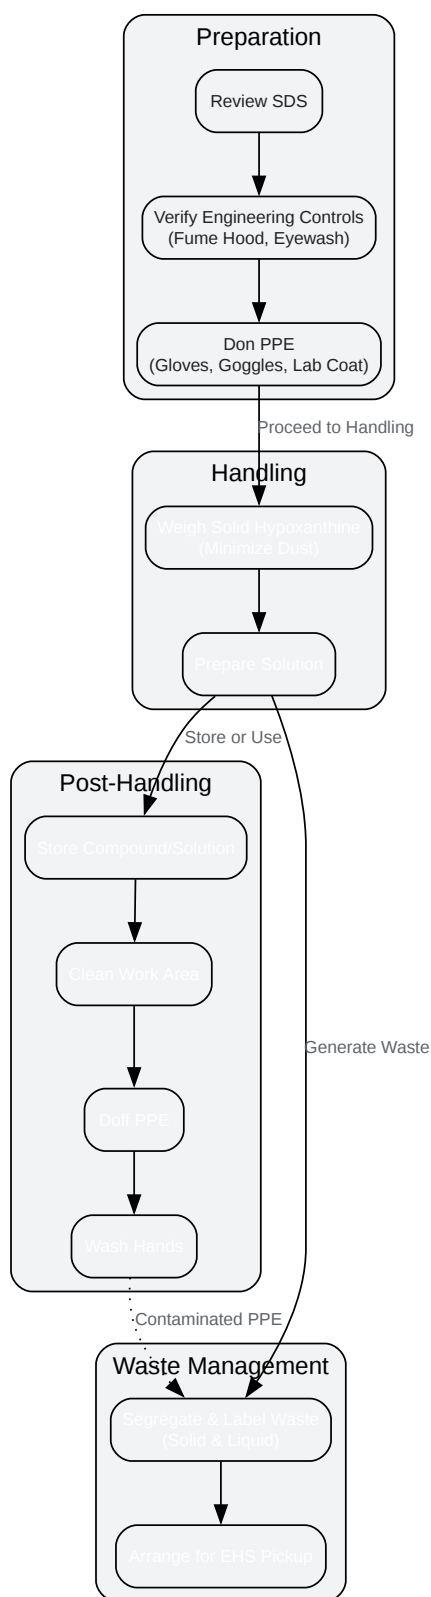 Preparation
Review SDS
Verify Engineering Controls
(Fume Hood, Eyewash)
Don PPE
(Gloves, Goggles, Lab Coat)
Proceed to Handling
Handling
Weigh Solid Hypoxanthine
(Minimize Dust)
Prepare Solution
Store or Use
Post-Handling
Store Compound/Solution
Clean Work Area
Generate Waste
Doff PPE
Wash Hands
Contaminated PPE
Waste Management
Segregate & Label Waste
(Solid & Liquid)
Arrange for EHS Pickup